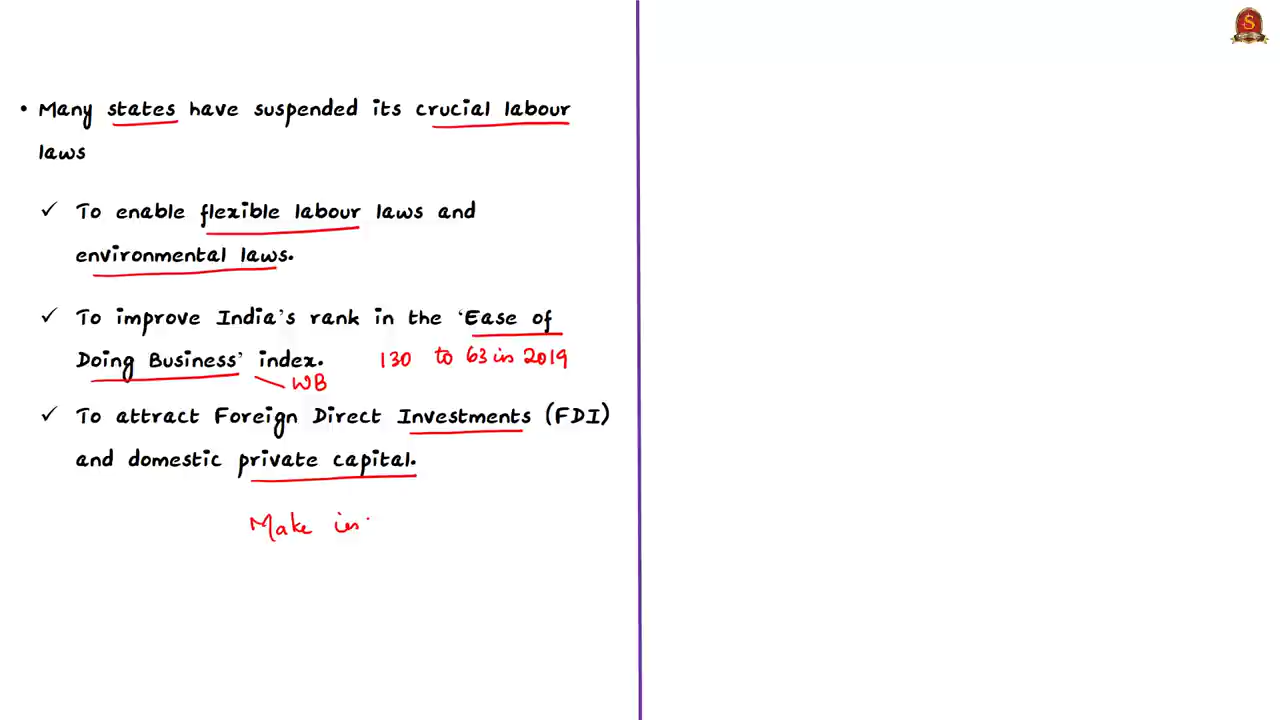 • Many states have suspended its crucial labour
laws
✓ To enable flexible labour laws and
environmental laws.
✓ To improve India's rank in the 'Ease of
Doing Business' index. 130 to 63 in 2019
WB
✓ To attract Foreign Direct Investments (FDI)
and domestic private capital.
Make in
S